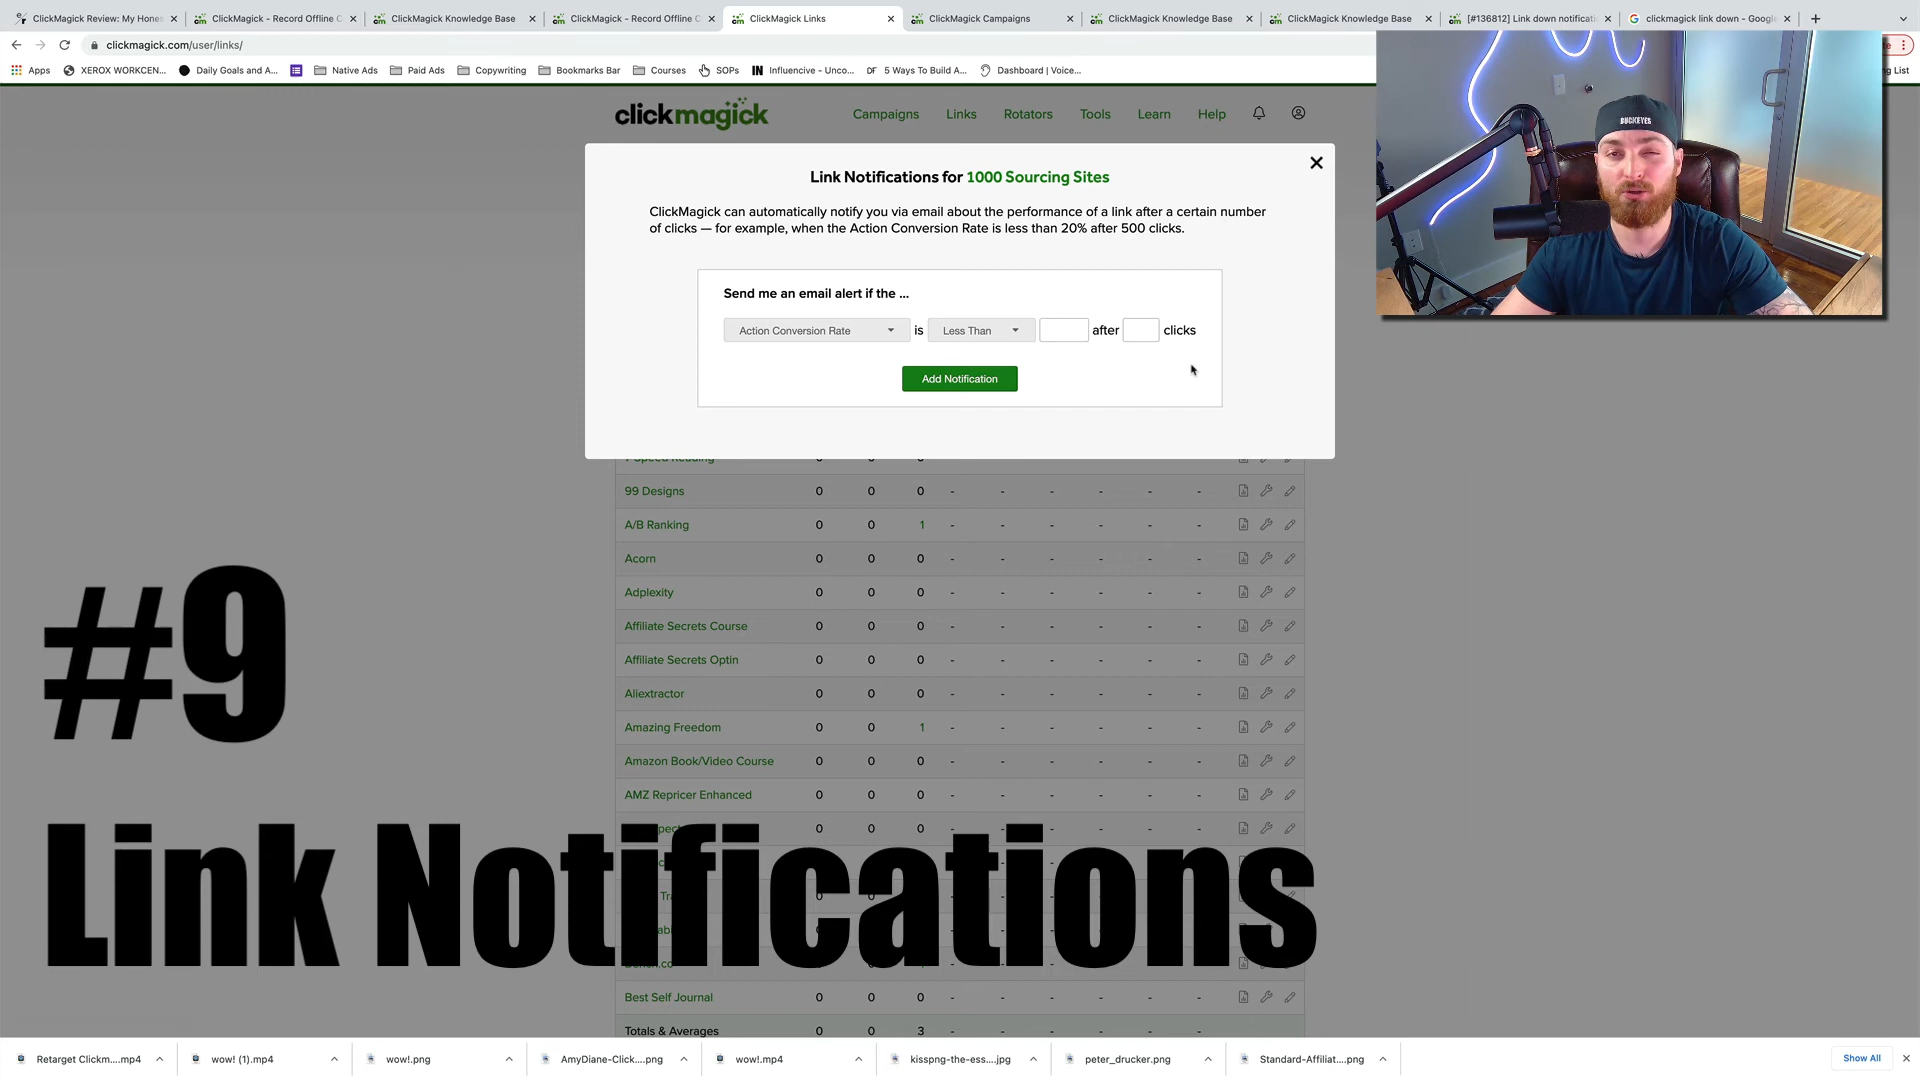 ClickMagick Review: My Hones
ClickMagick - Record Offline C
ClickMagick Knowledge Base
ClickMagick - Record Offline C
ClickMagick Links
ClickMagick Campaigns
ClickMagick Knowledge Base
ClickMagick Knowledge Base
[#136812] Link down notificati
clickmagick link down - Google
clickmagick.com/user/links/
Apps
XEROX WORKCEN...
Daily Goals and A...
Native Ads
Paid Ads
Copywriting
Bookmarks Bar
Courses
SOPs
IN Influencive - Unco...
DF 5 Ways To Build A...
Dashboard | Voice...
ng List
clickmagick
Campaigns
Links
Rotators
Tools
Learn
Help
BUCKEYES
Link Notifications for 1000 Sourcing Sites
ClickMagick can automatically notify you via email about the performance of a link after a certain number
of clicks — for example, when the Action Conversion Rate is less than 20% after 500 clicks.
Send me an email alert if the ...
Action Conversion Rate is Less Than after clicks
Add Notification
99 Designs 0 0 0 - - - - - -
A/B Ranking 0 0 1 - - - - - -
Acorn 0 0 0 - - - - - -
Adplexity 0 0 0 - - - - - -
Affiliate Secrets Course 0 0 0 - - - - - -
Affiliate Secrets Optin 0 0 0 - - - - - -
Aliextractor 0 0 0 - - - - - -
Amazing Freedom 0 0 1 - - - - - -
Amazon Book/Video Course 0 0 0 - - - - - -
AMZ Repricer Enhanced 0 0 0 - - - - - -
0 0 0 - - - - - -
Best Self Journal 0 0 0 - - - - - -
Totals & Averages 0 0 3 - - - - - -
#9
Link Notifications
Retarget Clickm....mp4
wow! (1).mp4
wow!.png
AmyDiane-Click....png
wow!.mp4
kisspng-the-ess....jpg
peter_drucker.png
Standard-Affiliat....png
Show All